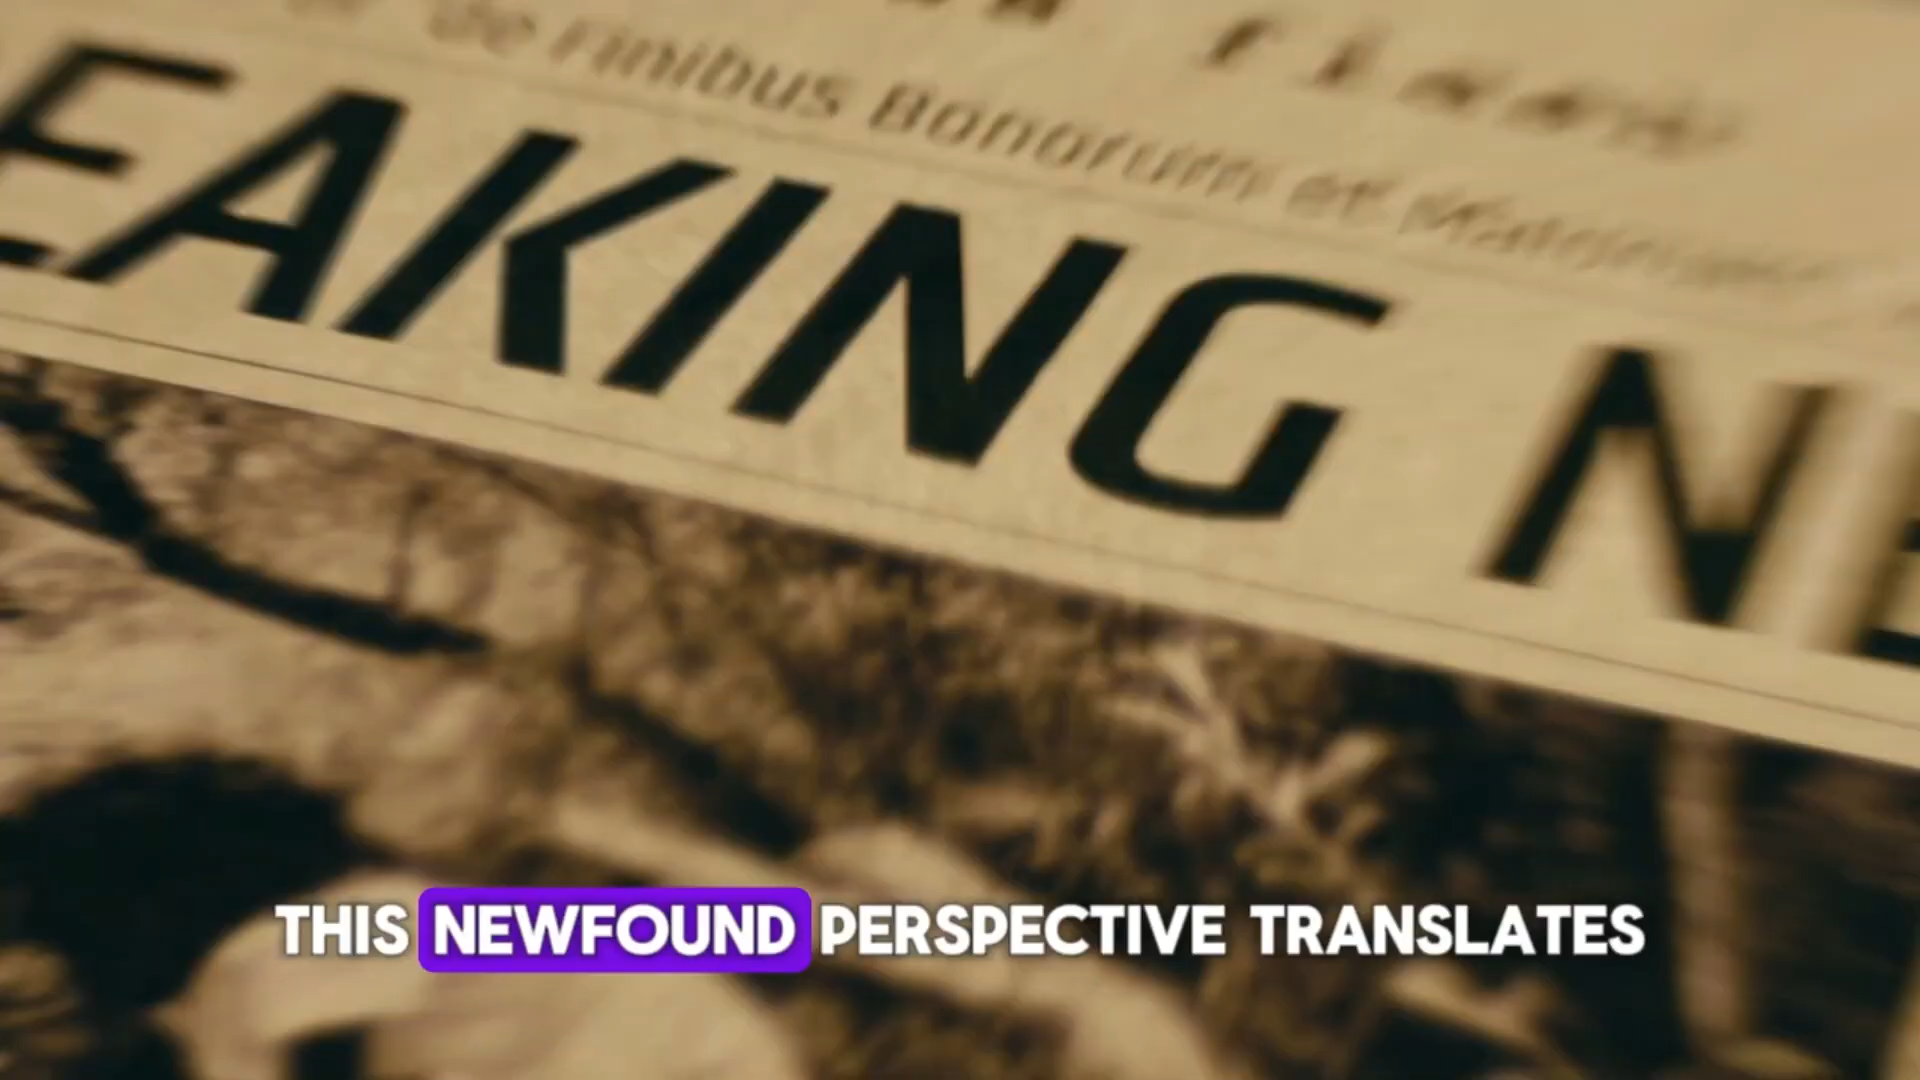 de Finibus Bonorum et
EAKING NE
THIS NEWFOUND PERSPECTIVE TRANSLATES